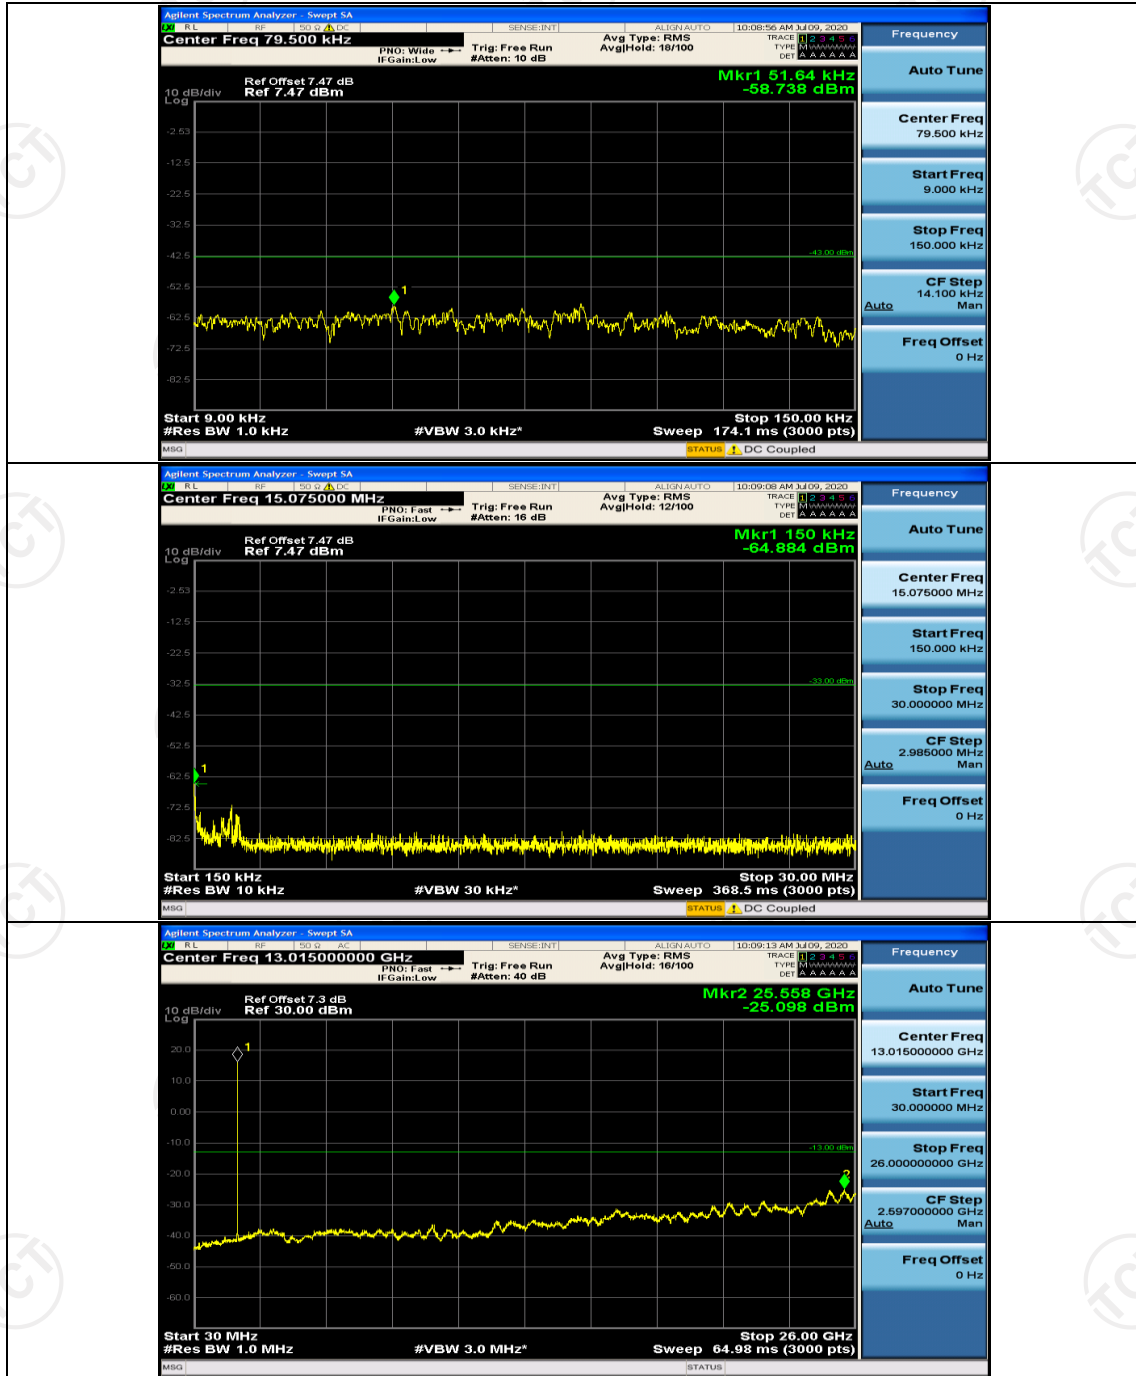 Agilent Spectrum Analyzer - Swept SA
LXI RL RF 50 Ω DC SENSE:INT ALIGN AUTO 10:08:56 AM Jul 09, 2020
Center Freq 79.500 kHz
PNO: Wide
IFGain:Low
Trig: Free Run
#Atten: 10 dB
Avg Type: RMS
Avg|Hold: 18/100
TRACE 1 2 3 4 5 6
TYPE M
DET A A A A A A
Frequency
Auto Tune
Ref Offset 7.47 dB
Ref 7.47 dBm
10 dB/div
Log
Mkr1 51.64 kHz
-58.738 dBm
-2.53
-12.5
-22.5
-32.5
-42.5
-52.5
-62.5
-72.5
-82.5
-43.00 dBm
1
Center Freq
79.500 kHz
Start Freq
9.000 kHz
Stop Freq
150.000 kHz
CF Step
14.100 kHz
Auto Man
Freq Offset
0 Hz
Start 9.00 kHz
#Res BW 1.0 kHz
#VBW 3.0 kHz*
Stop 150.00 kHz
Sweep 174.1 ms (3000 pts)
MSG
STATUS DC Coupled
Agilent Spectrum Analyzer - Swept SA
LXI RL RF 50 Ω DC SENSE:INT ALIGN AUTO 10:09:08 AM Jul 09, 2020
Center Freq 15.075000 MHz
PNO: Fast
IFGain:Low
Trig: Free Run
#Atten: 16 dB
Avg Type: RMS
Avg|Hold: 12/100
TRACE 1 2 3 4 5 6
TYPE M
DET A A A A A A
Frequency
Auto Tune
Ref Offset 7.47 dB
Ref 7.47 dBm
10 dB/div
Log
Mkr1 150 kHz
-64.884 dBm
-2.53
-12.5
-22.5
-32.5
-42.5
-52.5
-62.5
-72.5
-82.5
-33.00 dBm
1
Center Freq
15.075000 MHz
Start Freq
150.000 kHz
Stop Freq
30.000000 MHz
CF Step
2.985000 MHz
Auto Man
Freq Offset
0 Hz
Start 150 kHz
#Res BW 10 kHz
#VBW 30 kHz*
Stop 30.00 MHz
Sweep 368.5 ms (3000 pts)
MSG
STATUS DC Coupled
Agilent Spectrum Analyzer - Swept SA
LXI RL RF 50 Ω AC SENSE:INT ALIGN AUTO 10:09:13 AM Jul 09, 2020
Center Freq 13.015000000 GHz
PNO: Fast
IFGain:Low
Trig: Free Run
#Atten: 40 dB
Avg Type: RMS
Avg|Hold: 16/100
TRACE 1 2 3 4 5 6
TYPE M
DET A A A A A A
Frequency
Auto Tune
Ref Offset 7.3 dB
Ref 30.00 dBm
10 dB/div
Log
Mkr2 25.558 GHz
-25.098 dBm
20.0
10.0
0.00
-10.0
-20.0
-30.0
-40.0
-50.0
-60.0
-13.00 dBm
1
2
Center Freq
13.015000000 GHz
Start Freq
30.000000 MHz
Stop Freq
26.000000000 GHz
CF Step
2.597000000 GHz
Auto Man
Freq Offset
0 Hz
Start 30 MHz
#Res BW 1.0 MHz
#VBW 3.0 MHz*
Stop 26.00 GHz
Sweep 64.98 ms (3000 pts)
MSG
STATUS